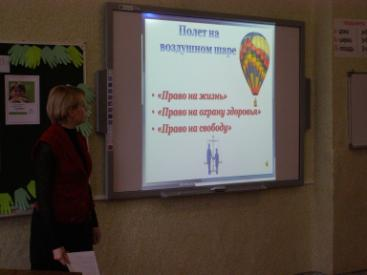 Полет на
воздушном шаре
• «Право на жизнь»
• «Право на охрану здоровья»
• «Право на свободу»